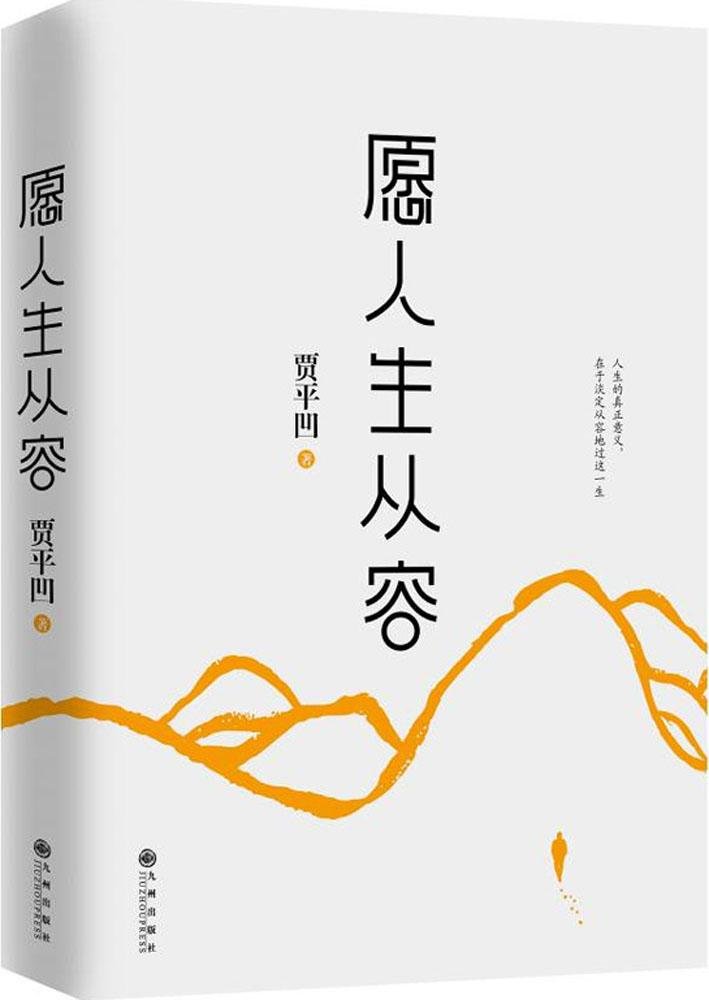 愿人生从容
贾平凹
著
九州出版社
JIUZHOUPRESS
愿人生从容
贾平凹
著
人生的真正意义，
在于淡定从容地过这一生
九州出版社
JIUZHOUPRESS